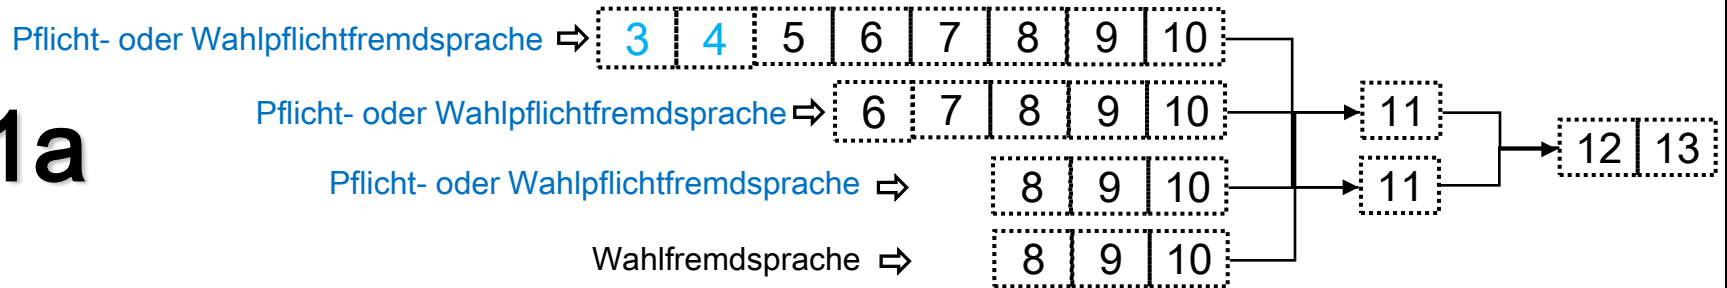 Pflicht- oder Wahlpflichtfremdsprache ⇨ 3 4 5 6 7 8 9 10
Pflicht- oder Wahlpflichtfremdsprache ⇨ 6 7 8 9 10 11
1a
12 13
Pflicht- oder Wahlpflichtfremdsprache ⇨ 8 9 10 11
Wahlfremdsprache ⇨ 8 9 10